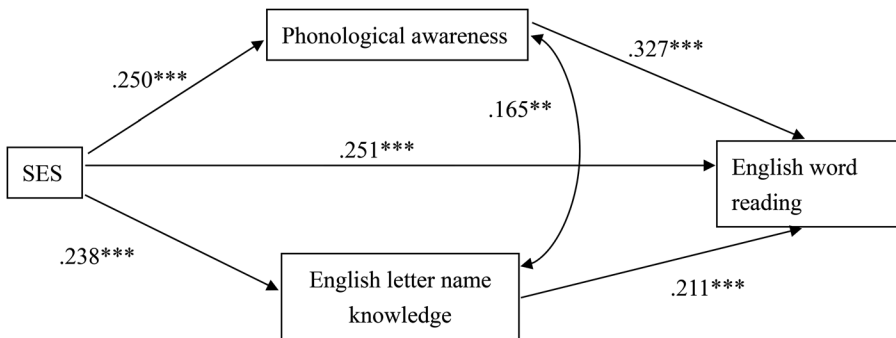 Phonological awareness
.327***
.250***
.165**
.251***
SES
English word
reading
.238***
English letter name
knowledge
.211***